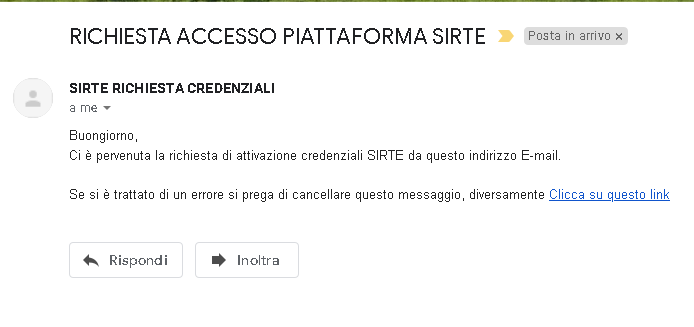 RICHIESTA ACCESSO PIATTAFORMA SIRTE Posta in arrivo ×
SIRTE RICHIESTA CREDENZIALI
a me
Buongiorno,
Ci è pervenuta la richiesta di attivazione credenziali SIRTE da questo indirizzo E-mail.
Se si è trattato di un errore si prega di cancellare questo messaggio, diversamente Clicca su questo link
Rispondi Inoltra